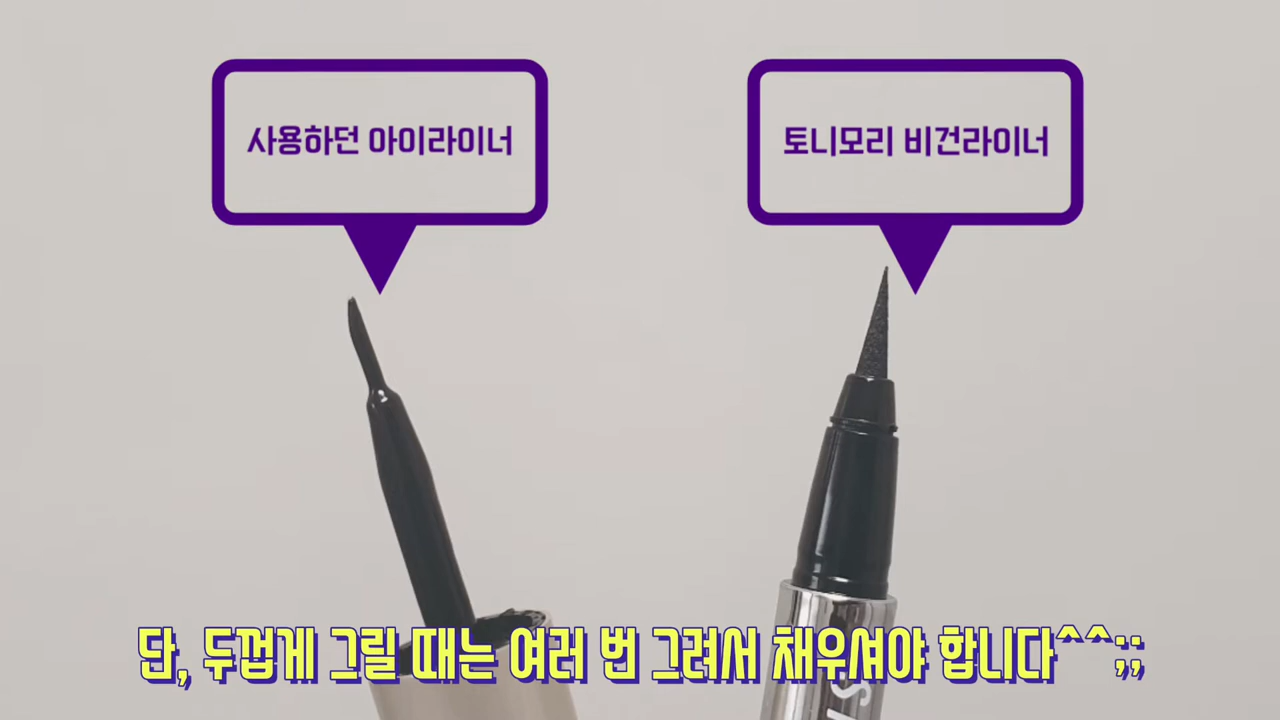 사용하던 아이라이너
토니모리 비건라이너
단, 두껍게 그릴 때는 여러 번 그려서 채우셔야 합니다^^;;